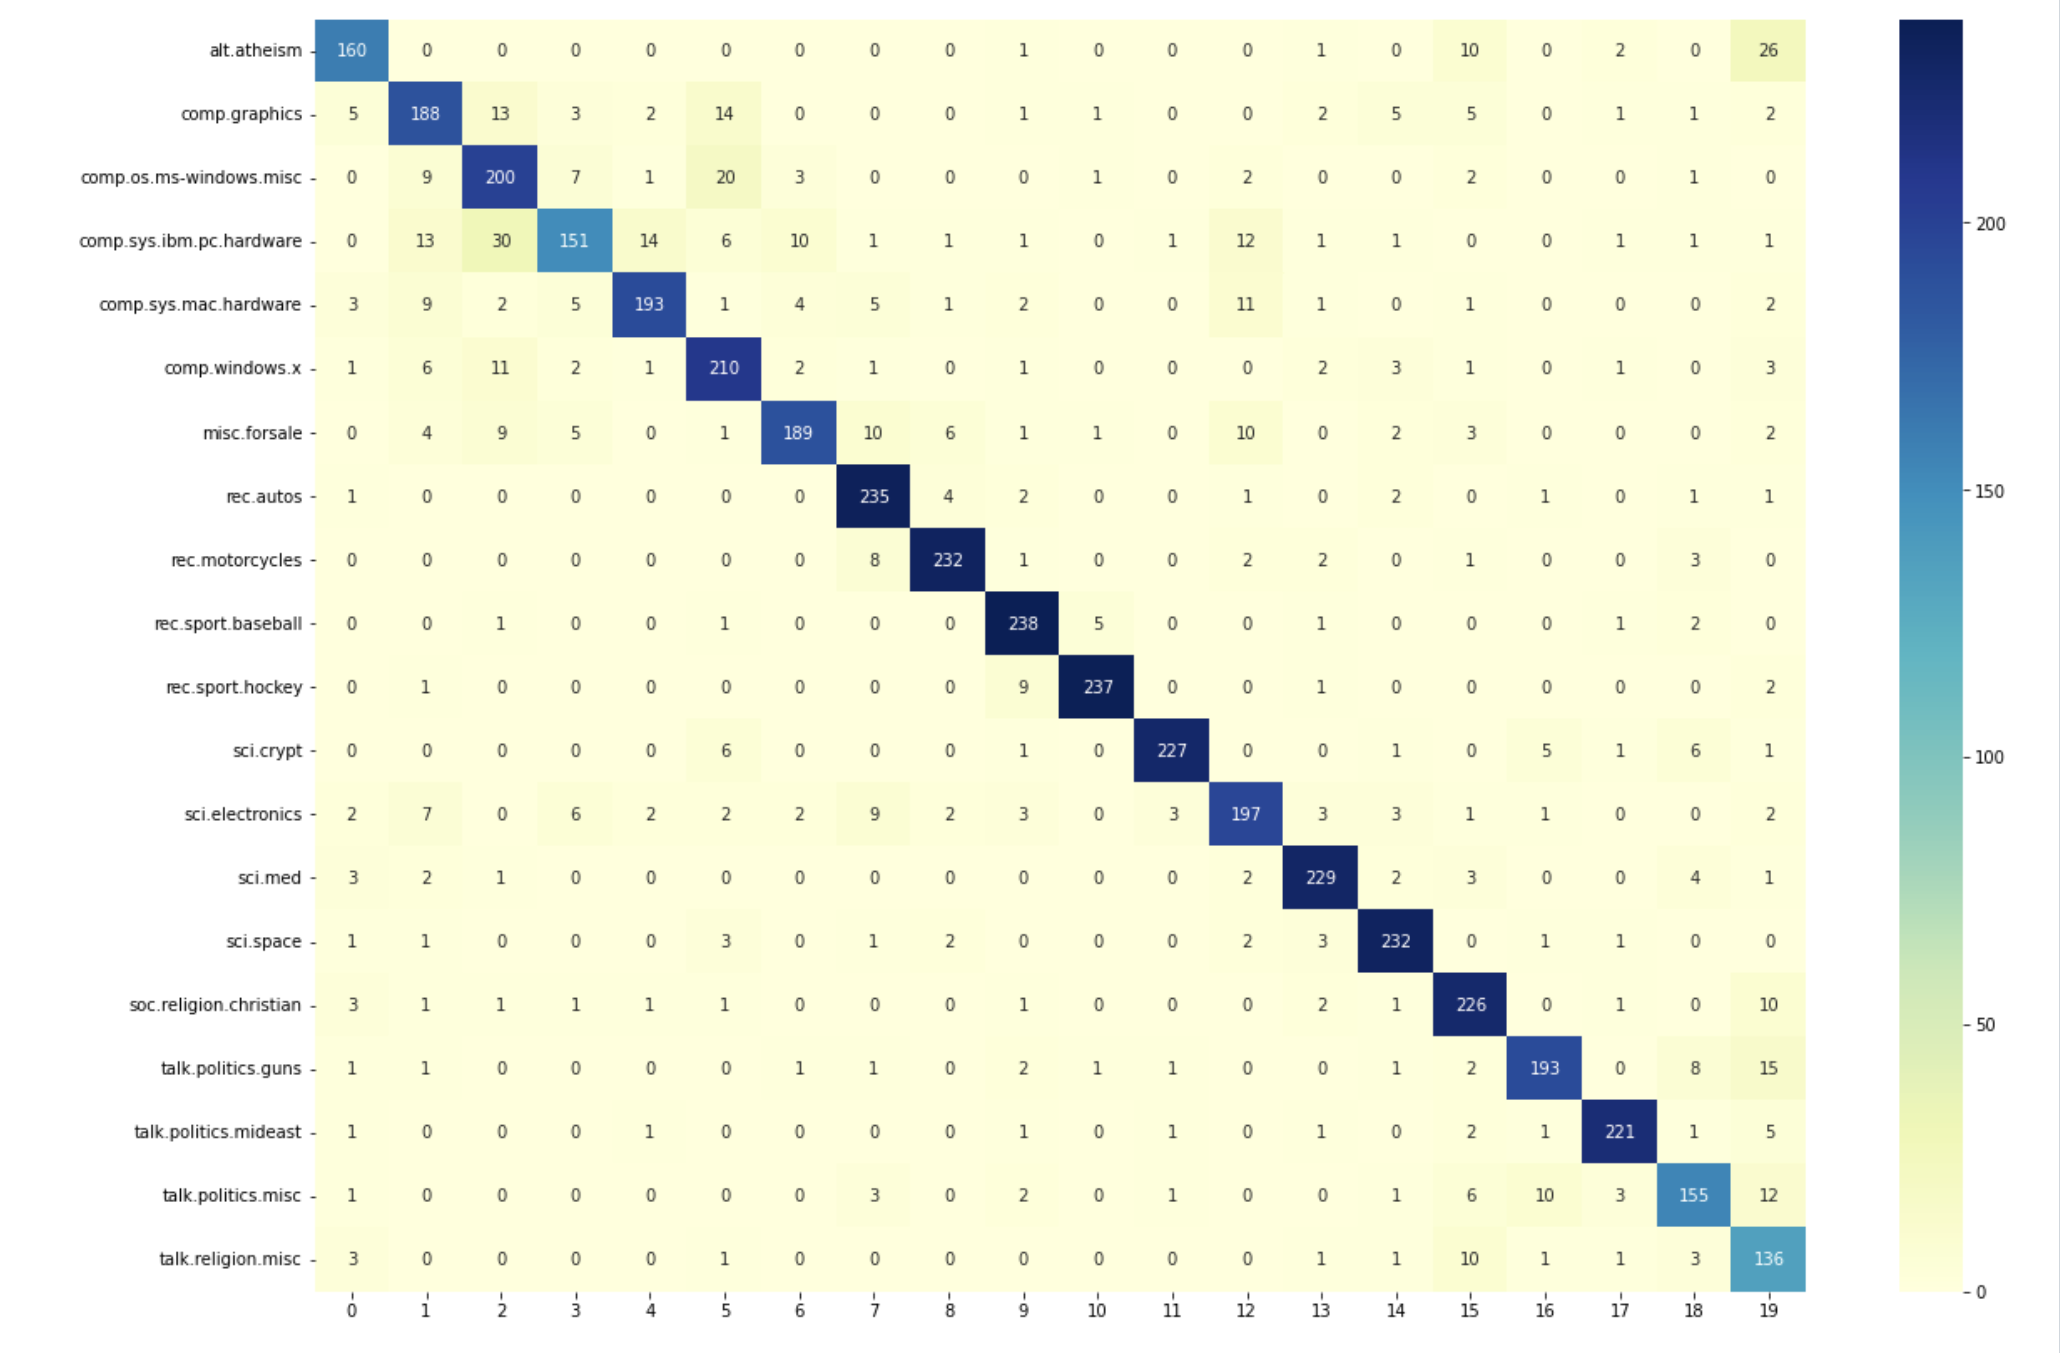 alt.atheism 160 0 0 0 0 0 0 0 0 1 0 0 0 1 0 10 0 2 0 26
comp.graphics 5 188 13 3 2 14 0 0 0 1 1 0 0 2 5 5 0 1 1 2
comp.os.ms-windows.misc 0 9 200 7 1 20 3 0 0 0 1 0 2 0 0 2 0 0 1 0
200
comp.sys.ibm.pc.hardware 0 13 30 151 14 6 10 1 1 1 0 1 12 1 1 0 0 1 1 1
comp.sys.mac.hardware 3 9 2 5 193 1 4 5 1 2 0 0 11 1 0 1 0 0 0 2
comp.windows.x 1 6 11 2 1 210 2 1 0 1 0 0 0 2 3 1 0 1 0 3
misc.forsale 0 4 9 5 0 1 189 10 6 1 1 0 10 0 2 3 0 0 0 2
150
rec.autos 1 0 0 0 0 0 0 235 4 2 0 0 1 0 2 0 1 0 1 1
rec.motorcycles 0 0 0 0 0 0 0 8 232 1 0 0 2 2 0 1 0 0 3 0
rec.sport.baseball 0 0 1 0 0 1 0 0 0 238 5 0 0 1 0 0 0 1 2 0
rec.sport.hockey 0 1 0 0 0 0 0 0 0 9 237 0 0 1 0 0 0 0 0 2
sci.crypt 0 0 0 0 0 6 0 0 0 1 0 227 0 0 1 0 5 1 6 1
100
sci.electronics 2 7 0 6 2 2 2 9 2 3 0 3 197 3 3 1 1 0 0 2
sci.med 3 2 1 0 0 0 0 0 0 0 0 0 2 229 2 3 0 0 4 1
sci.space 1 1 0 0 0 3 0 1 2 0 0 0 2 3 232 0 1 1 0 0
soc.religion.christian 3 1 1 1 1 1 0 0 0 1 0 0 0 2 1 226 0 1 0 10
50
talk.politics.guns 1 1 0 0 0 0 1 1 0 2 1 1 0 0 1 2 193 0 8 15
talk.politics.mideast 1 0 0 0 1 0 0 0 0 1 0 1 0 1 0 2 1 221 1 5
talk.politics.misc 1 0 0 0 0 0 0 3 0 2 0 1 0 0 1 6 10 3 155 12
talk.religion.misc 3 0 0 0 0 1 0 0 0 0 0 0 0 1 1 10 1 1 3 136
0
0 1 2 3 4 5 6 7 8 9 10 11 12 13 14 15 16 17 18 19